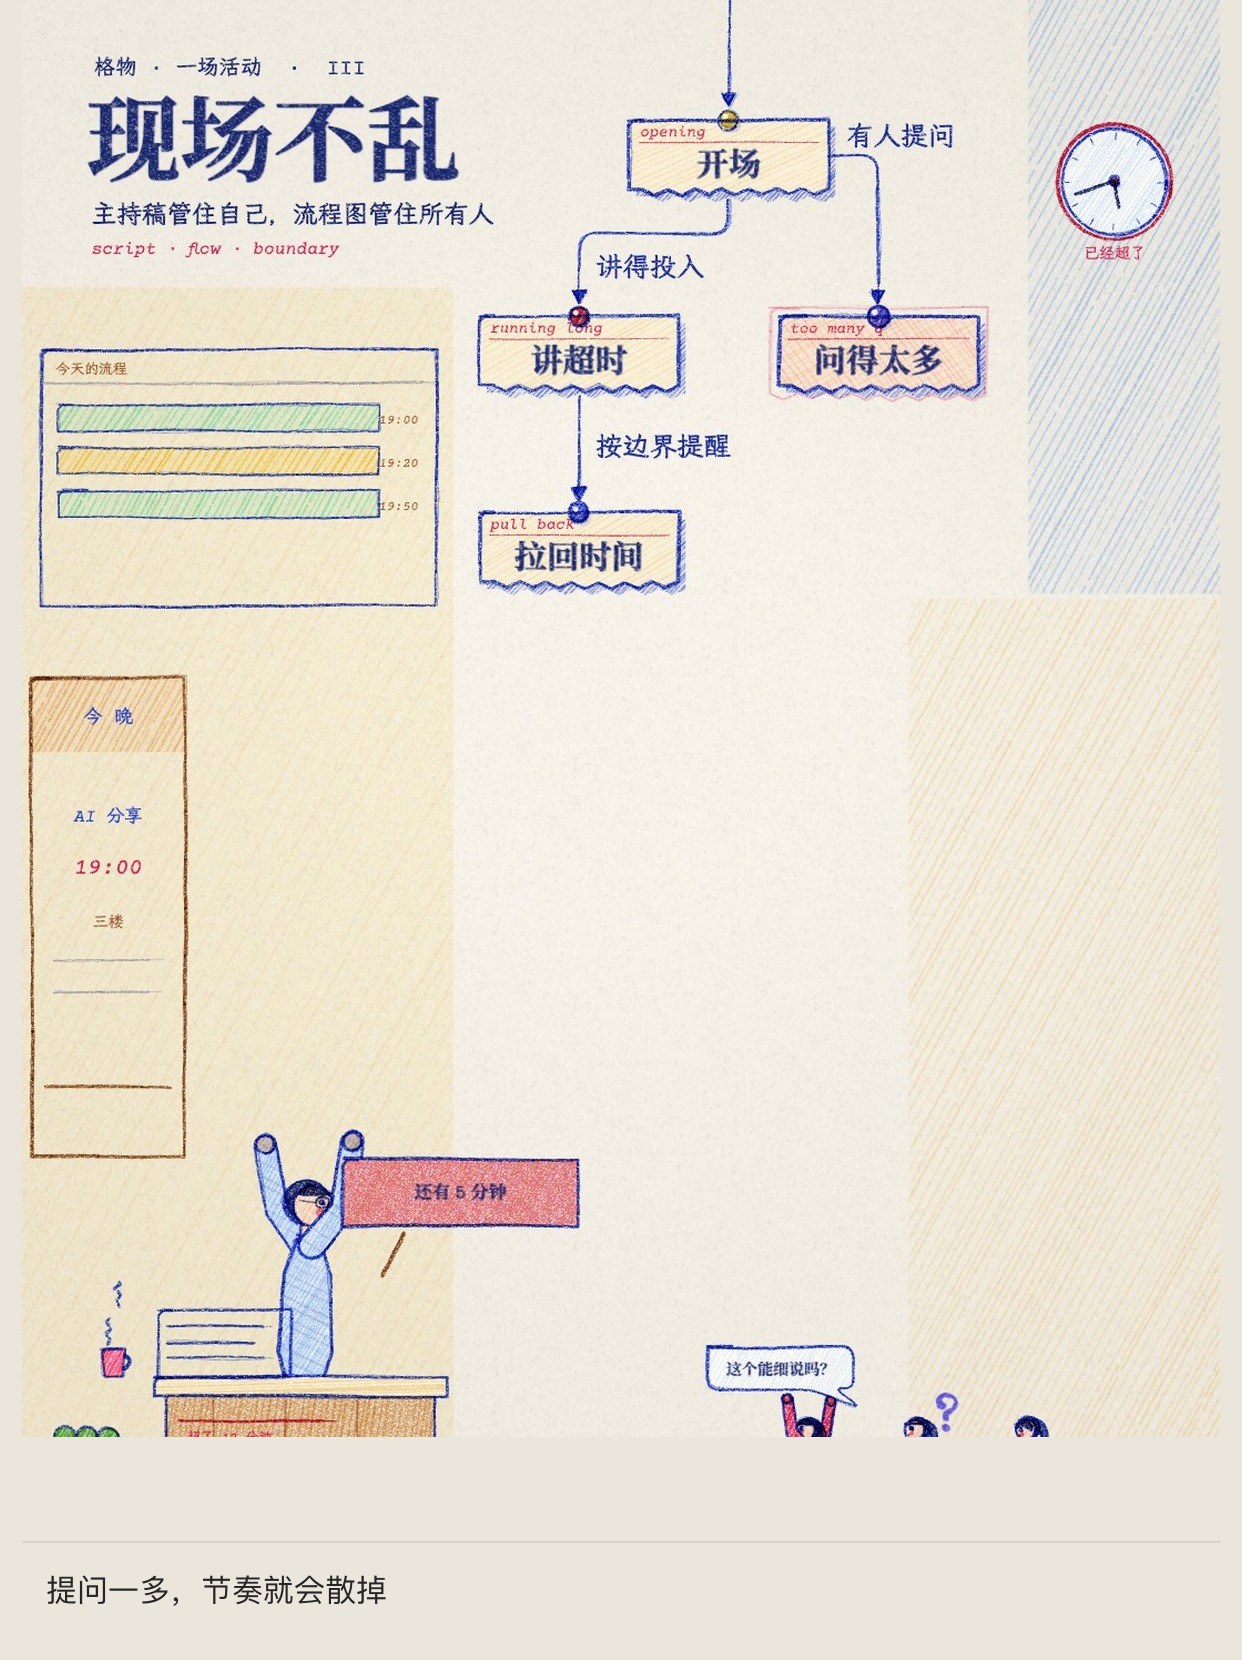 格物 · 一场活动 · III
现场不乱
主持稿管住自己，流程图管住所有人
script · flow · boundary
opening
开场
有人提问
已经超了
讲得投入
running long
讲超时
too many q
问得太多
按边界提醒
pull back
拉回时间
今天的流程
19:00
19:20
19:50
今 晚
AI 分享
19:00
三楼
还有 5 分钟
这个能细说吗？
?
提问一多，节奏就会散掉